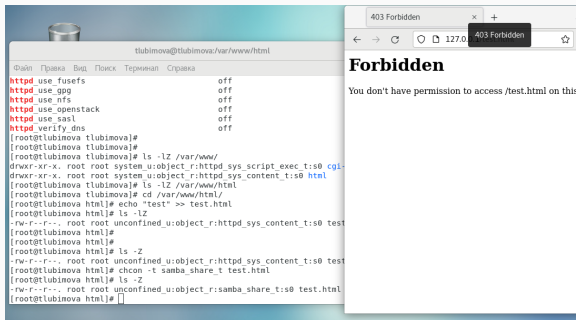 tlubimova@tlubimova:/var/www/html
Файл Правка Вид Поиск Терминал Справка
httpd_use_fusefs off
httpd_use_gpg off
httpd_use_nfs off
httpd_use_openstack off
httpd_use_sasl off
httpd_verify_dns off
[root@tlubimova tlubimova]#
[root@tlubimova tlubimova]#
[root@tlubimova tlubimova]# ls -lZ /var/www/
drwxr-xr-x. root root system_u:object_r:httpd_sys_script_exec_t:s0 cgi-
drwxr-xr-x. root root system_u:object_r:httpd_sys_content_t:s0 html
[root@tlubimova tlubimova]# ls -lZ /var/www/html
[root@tlubimova tlubimova]# cd /var/www/html/
[root@tlubimova html]# echo "test" >> test.html
[root@tlubimova html]# ls -lZ
-rw-r--r--. root root unconfined_u:object_r:httpd_sys_content_t:s0 test
[root@tlubimova html]#
[root@tlubimova html]#
[root@tlubimova html]# ls -Z
-rw-r--r--. root root unconfined_u:object_r:httpd_sys_content_t:s0 test
[root@tlubimova html]# chcon -t samba_share_t test.html
[root@tlubimova html]# ls -Z
-rw-r--r--. root root unconfined_u:object_r:samba_share_t:s0 test.html
[root@tlubimova html]#
403 Forbidden × +
127.0.
403 Forbidden
Forbidden
You don't have permission to access /test.html on this